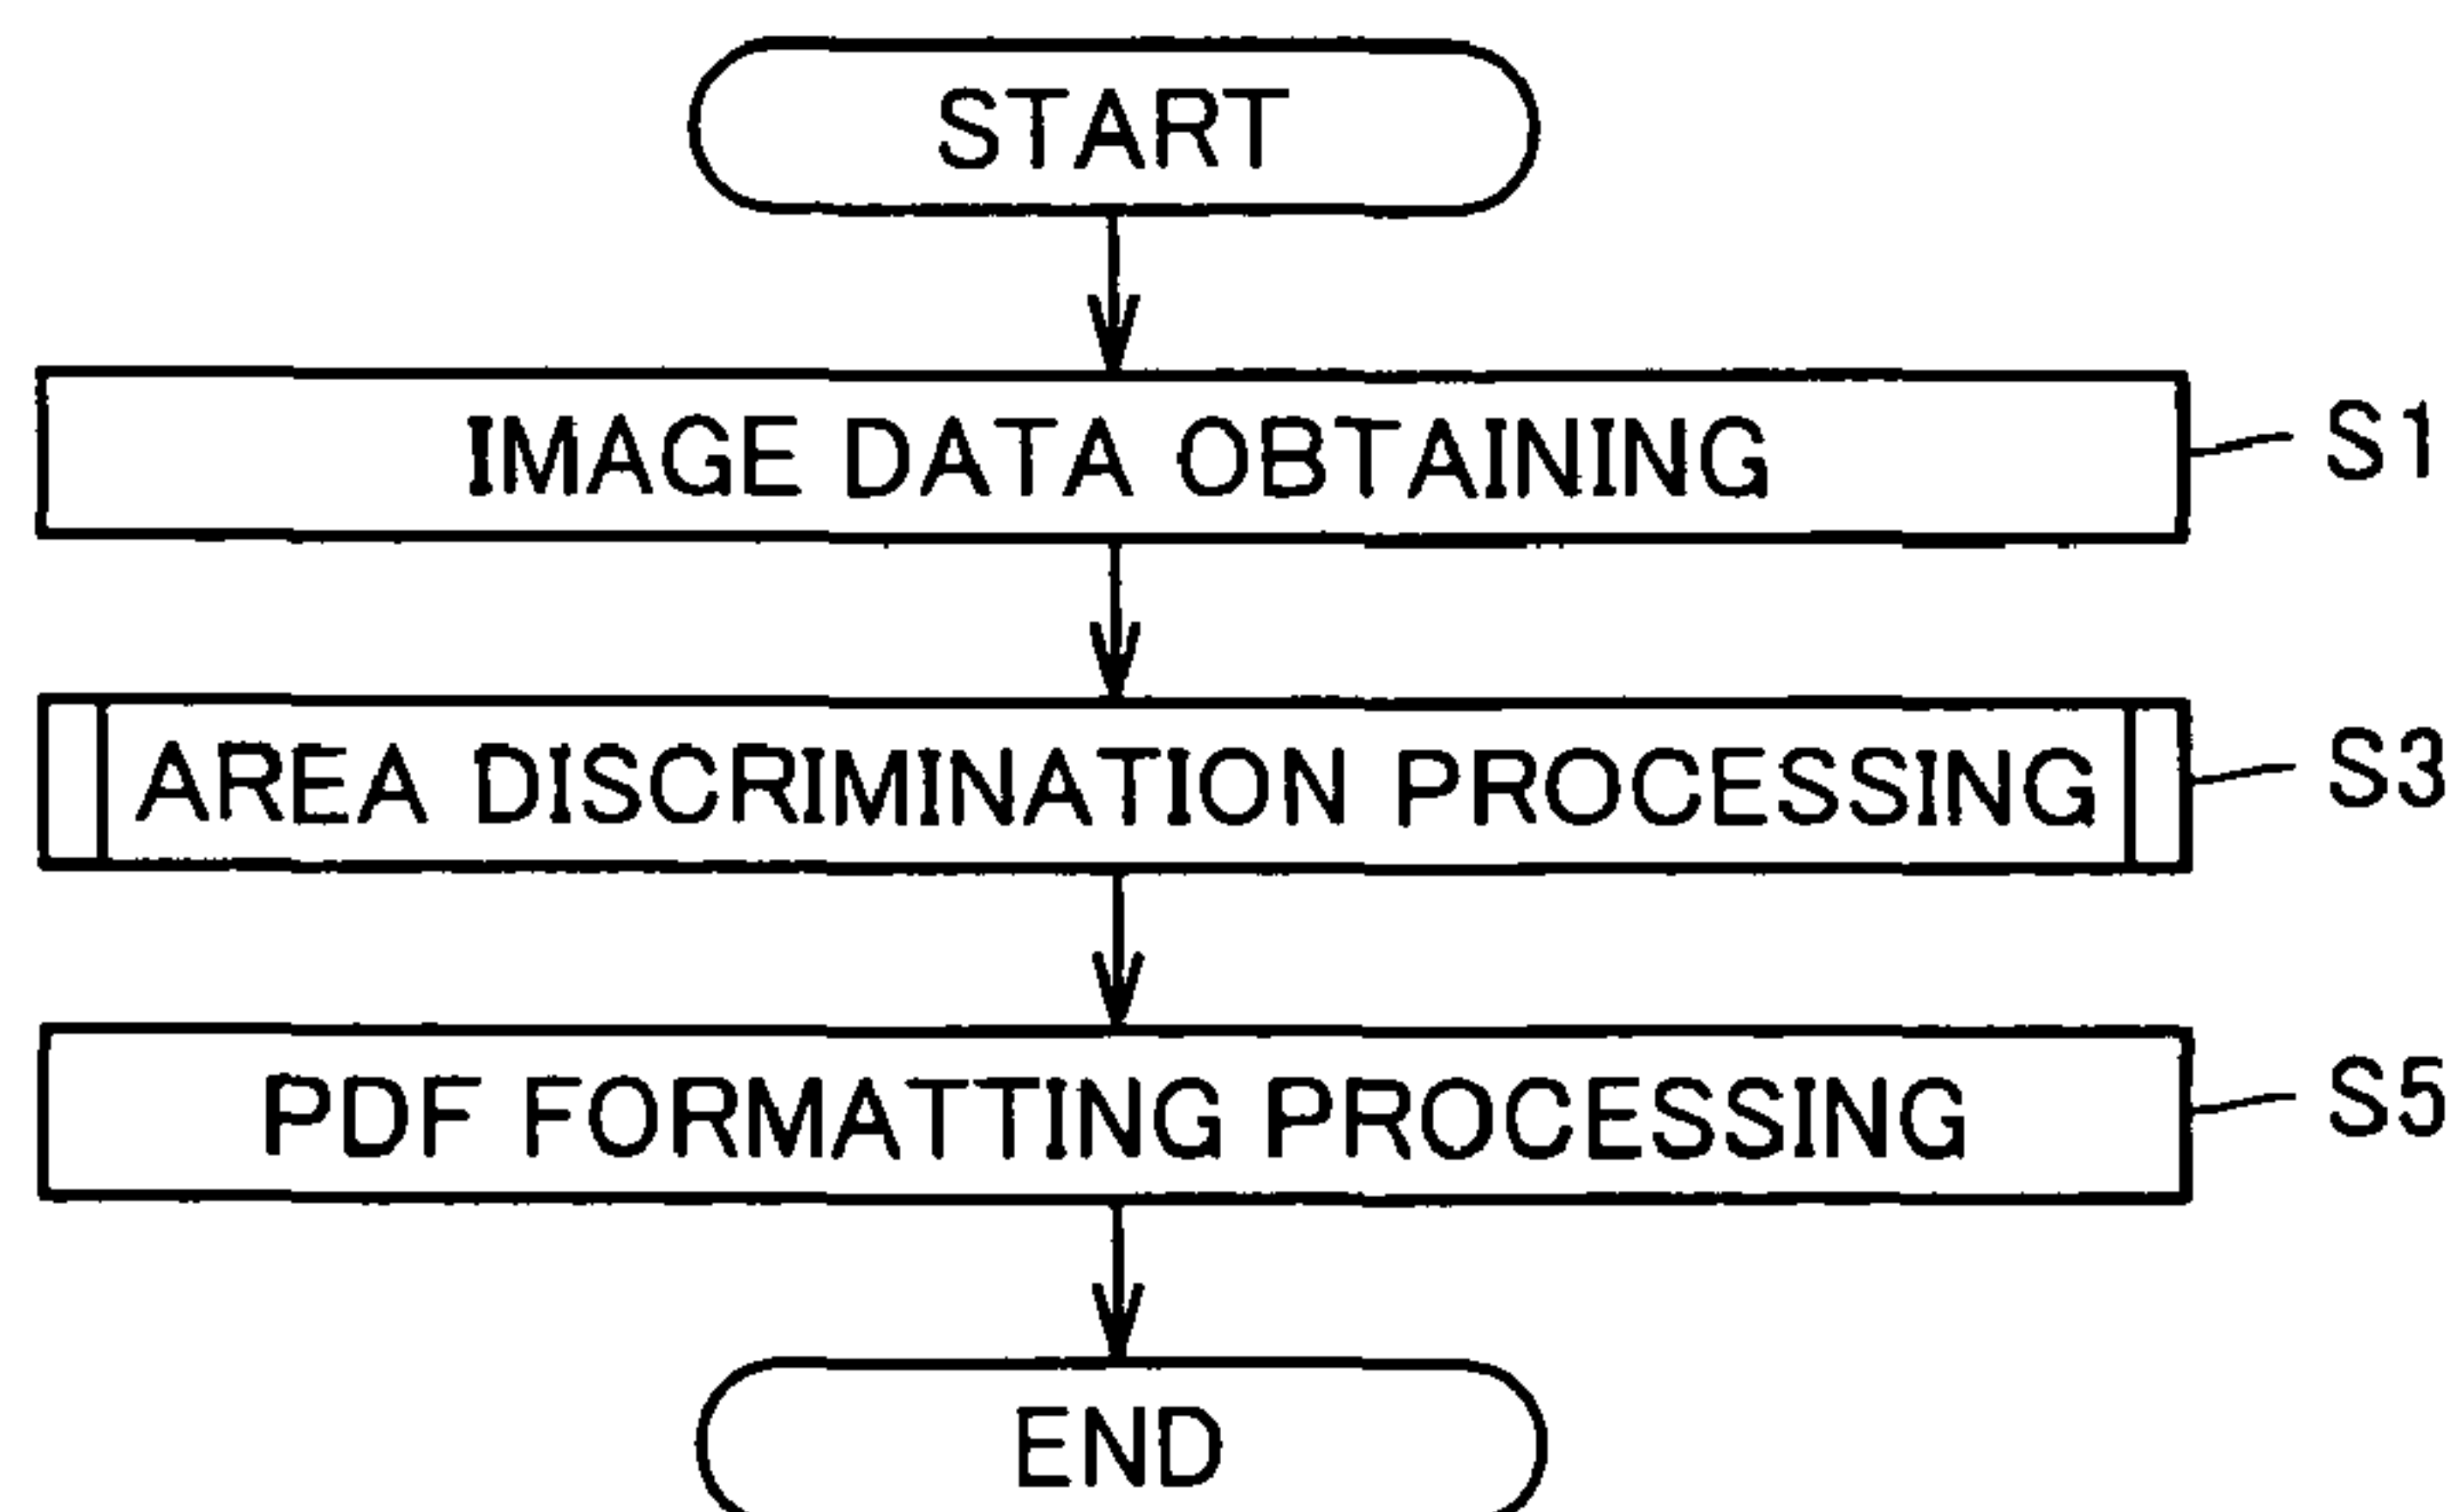 START
IMAGE DATA OBTAINING S1
AREA DISCRIMINATION PROCESSING S3
PDF FORMATTING PROCESSING S5
END